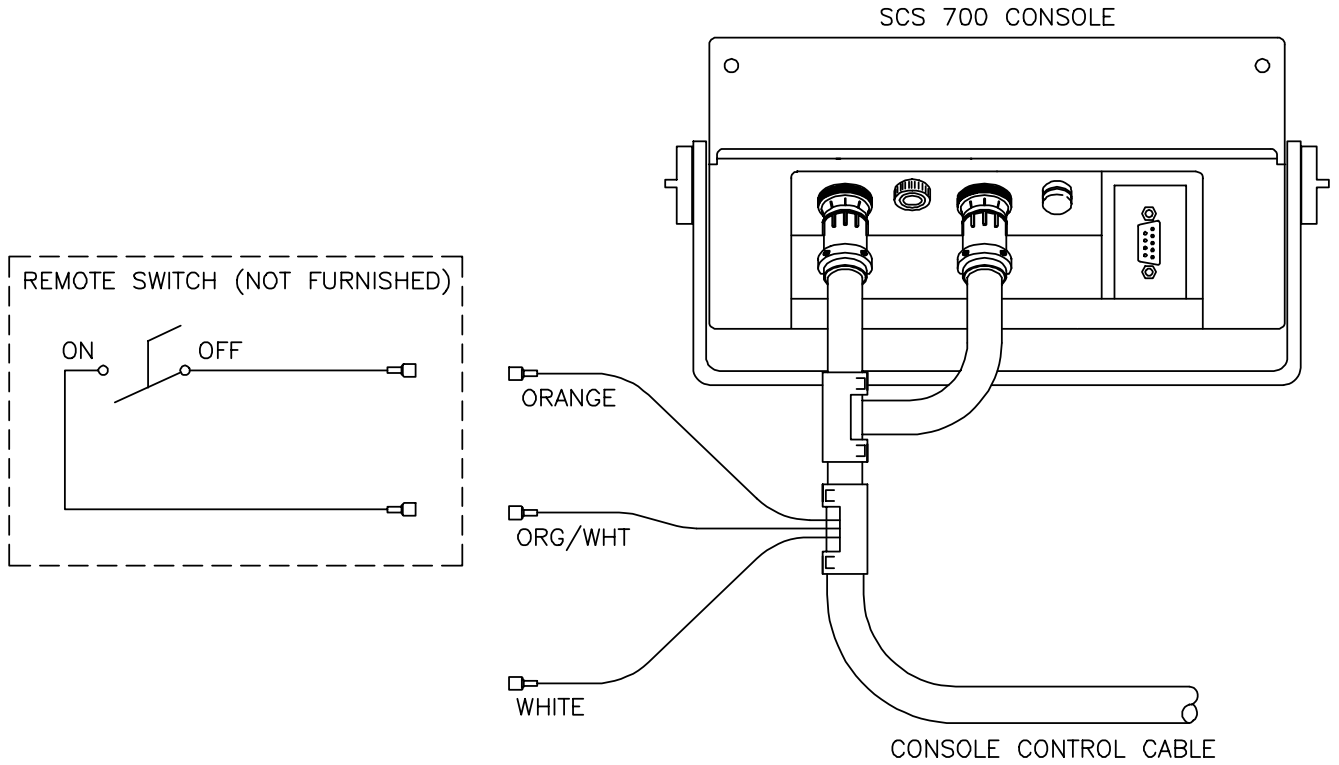 SCS 700 CONSOLE
REMOTE SWITCH (NOT FURNISHED)
ON
OFF
ORANGE
ORG/WHT
WHITE
CONSOLE CONTROL CABLE